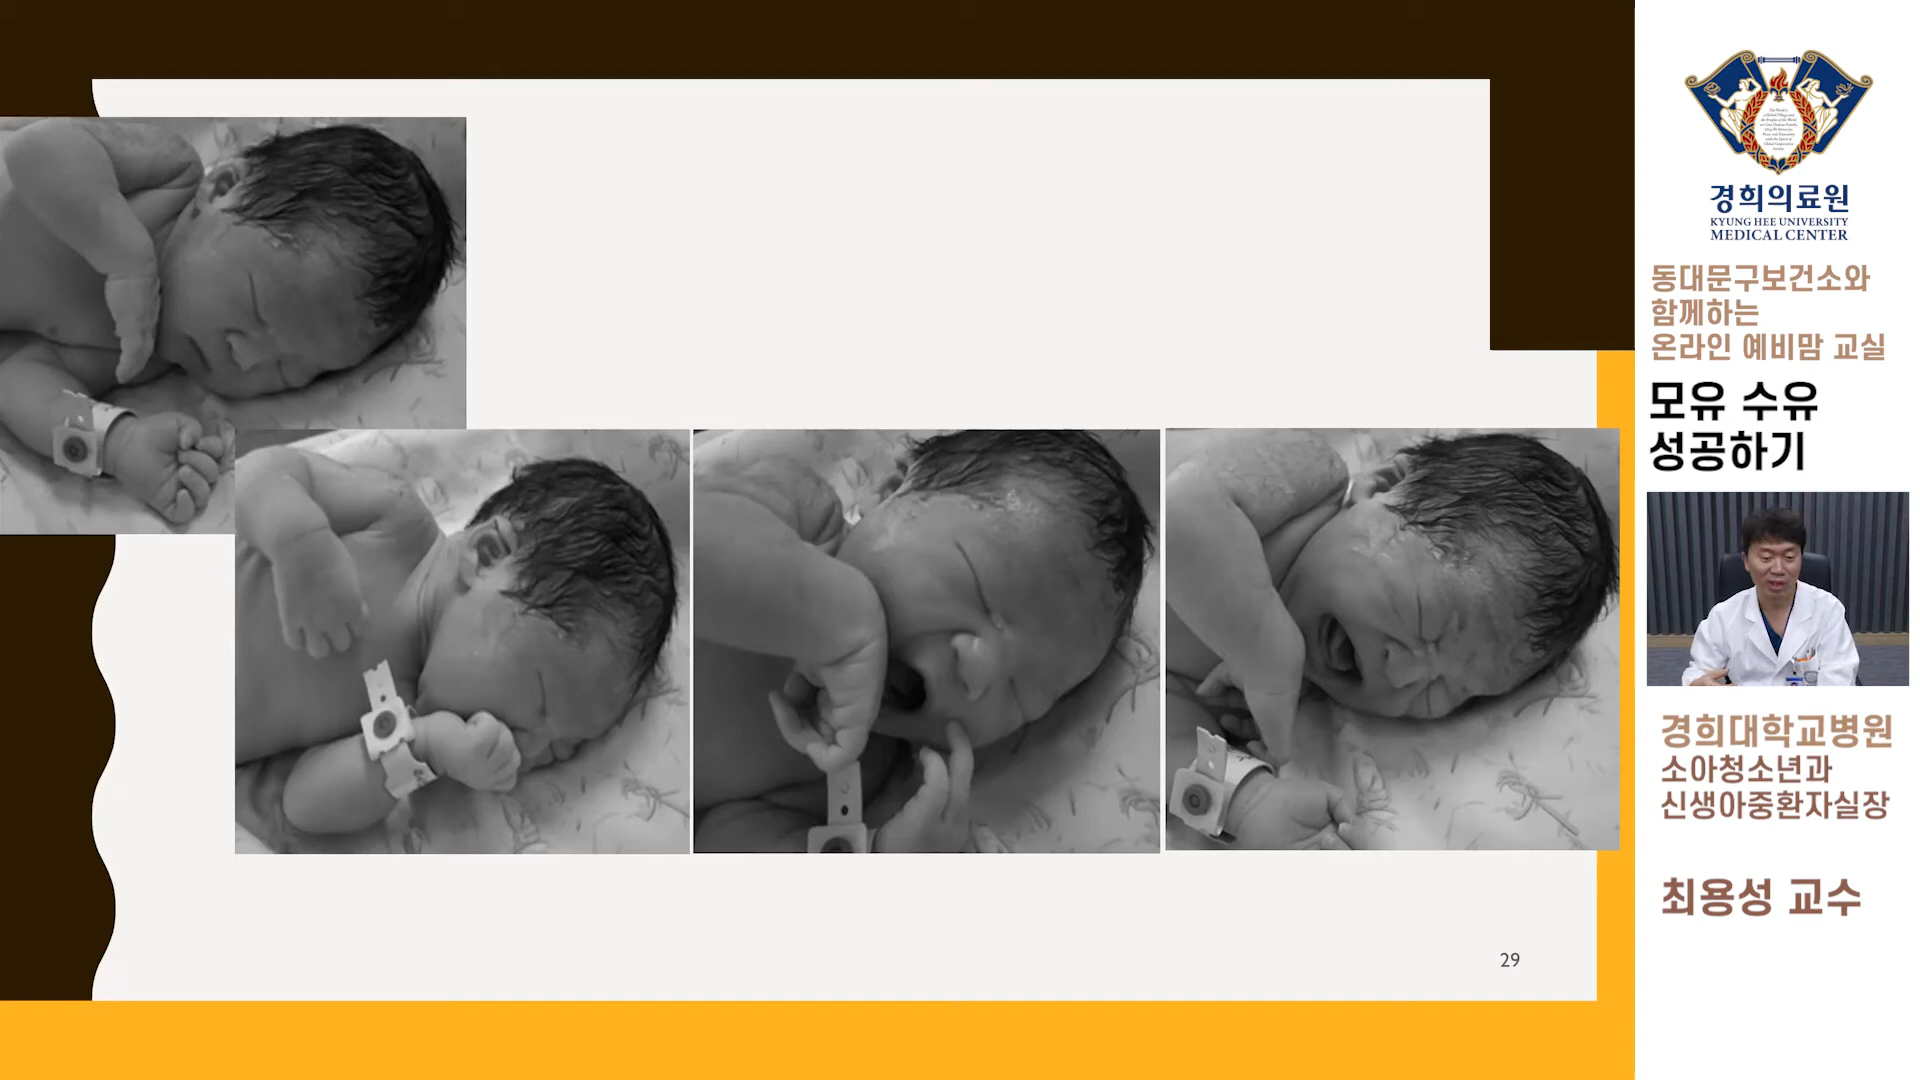 경희의료원
KYUNG HEE UNIVERSITY
MEDICAL CENTER
동대문구보건소와
함께하는
온라인 예비맘 교실
모유 수유
성공하기
경희대학교병원
소아청소년과
신생아중환자실장
최용성 교수
29